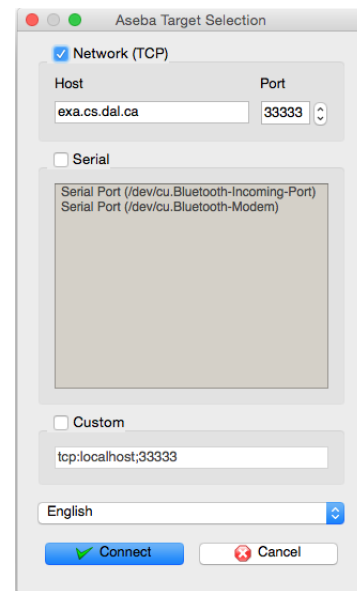 Aseba Target Selection
Network (TCP)
Host Port
exa.cs.dal.ca 33333
Serial
Serial Port (/dev/cu.Bluetooth-Incoming-Port)
Serial Port (/dev/cu.Bluetooth-Modem)
Custom
tcp:localhost;33333
English
Connect Cancel